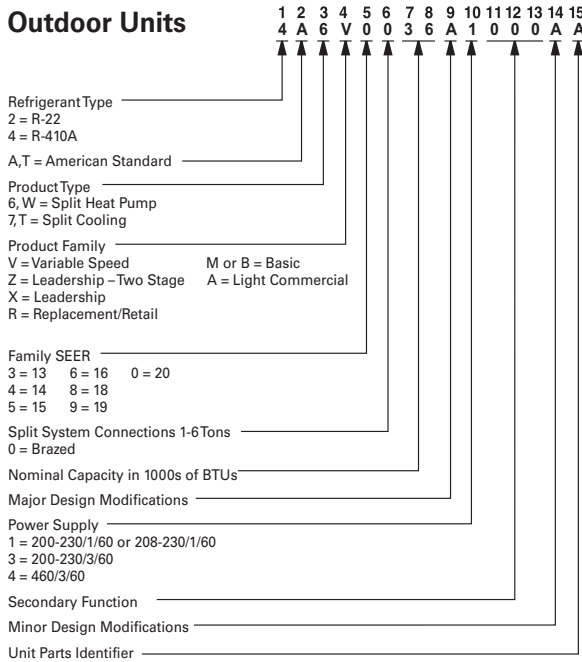 Outdoor Units
1 2 3 4 5 6 7 8 9 10 11 12 13 14 15
4 A 6 V 0 0 3 6 A 1 0 0 0 A A
Refrigerant Type
2 = R-22
4 = R-410A
A,T = American Standard
Product Type
6, W = Split Heat Pump
7, T = Split Cooling
Product Family
V = Variable Speed M or B = Basic
Z = Leadership – Two Stage A = Light Commercial
X = Leadership
R = Replacement/Retail
Family SEER
3 = 13 6 = 16 0 = 20
4 = 14 8 = 18
5 = 15 9 = 19
Split System Connections 1-6 Tons
0 = Brazed
Nominal Capacity in 1000s of BTUs
Major Design Modifications
Power Supply
1 = 200-230/1/60 or 208-230/1/60
3 = 200-230/3/60
4 = 460/3/60
Secondary Function
Minor Design Modifications
Unit Parts Identifier